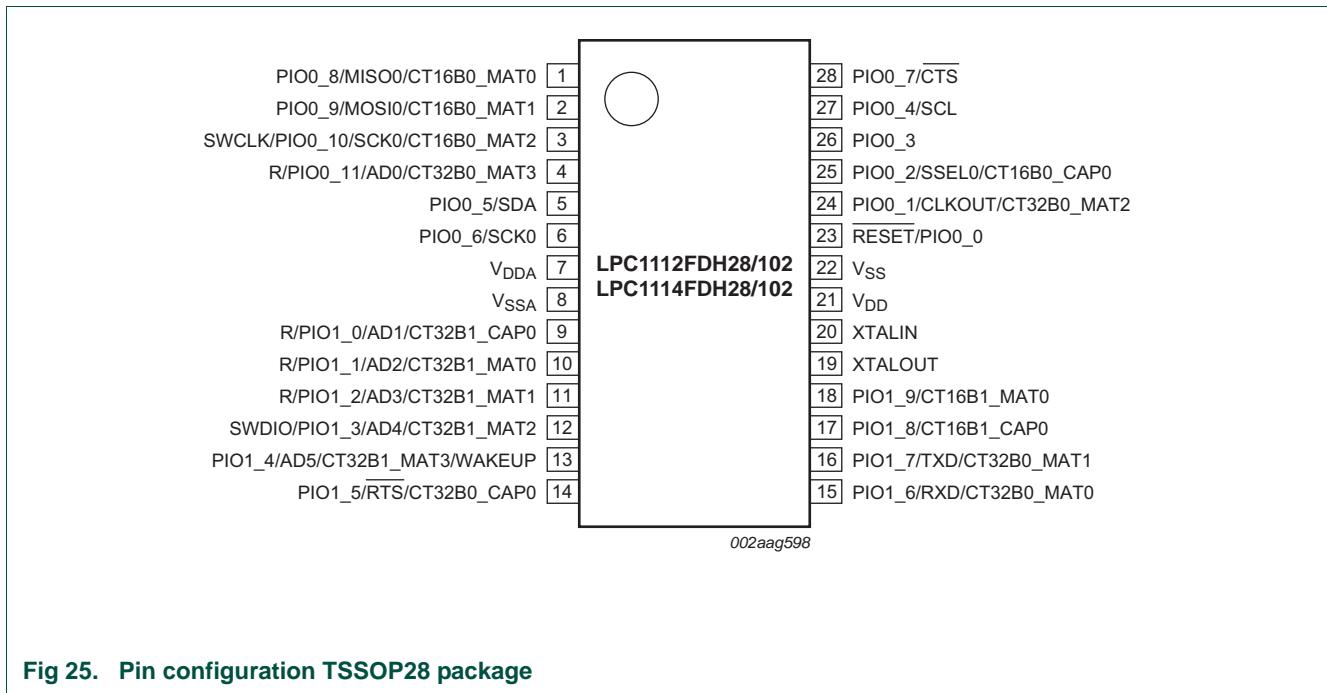 PIO0_8/MISO0/CT16B0_MAT0 1
PIO0_9/MOSI0/CT16B0_MAT1 2
SWCLK/PIO0_10/SCK0/CT16B0_MAT2 3
R/PIO0_11/AD0/CT32B0_MAT3 4
PIO0_5/SDA 5
PIO0_6/SCK0 6
VDDA 7
VSSA 8
R/PIO1_0/AD1/CT32B1_CAP0 9
R/PIO1_1/AD2/CT32B1_MAT0 10
R/PIO1_2/AD3/CT32B1_MAT1 11
SWDIO/PIO1_3/AD4/CT32B1_MAT2 12
PIO1_4/AD5/CT32B1_MAT3/WAKEUP 13
PIO1_5/RTS/CT32B0_CAP0 14
LPC1112FDH28/102
LPC1114FDH28/102
28 PIO0_7/CTS
27 PIO0_4/SCL
26 PIO0_3
25 PIO0_2/SSEL0/CT16B0_CAP0
24 PIO0_1/CLKOUT/CT32B0_MAT2
23 RESET/PIO0_0
22 VSS
21 VDD
20 XTALIN
19 XTALOUT
18 PIO1_9/CT16B1_MAT0
17 PIO1_8/CT16B1_CAP0
16 PIO1_7/TXD/CT32B0_MAT1
15 PIO1_6/RXD/CT32B0_MAT0
002aag598
Fig 25. Pin configuration TSSOP28 package